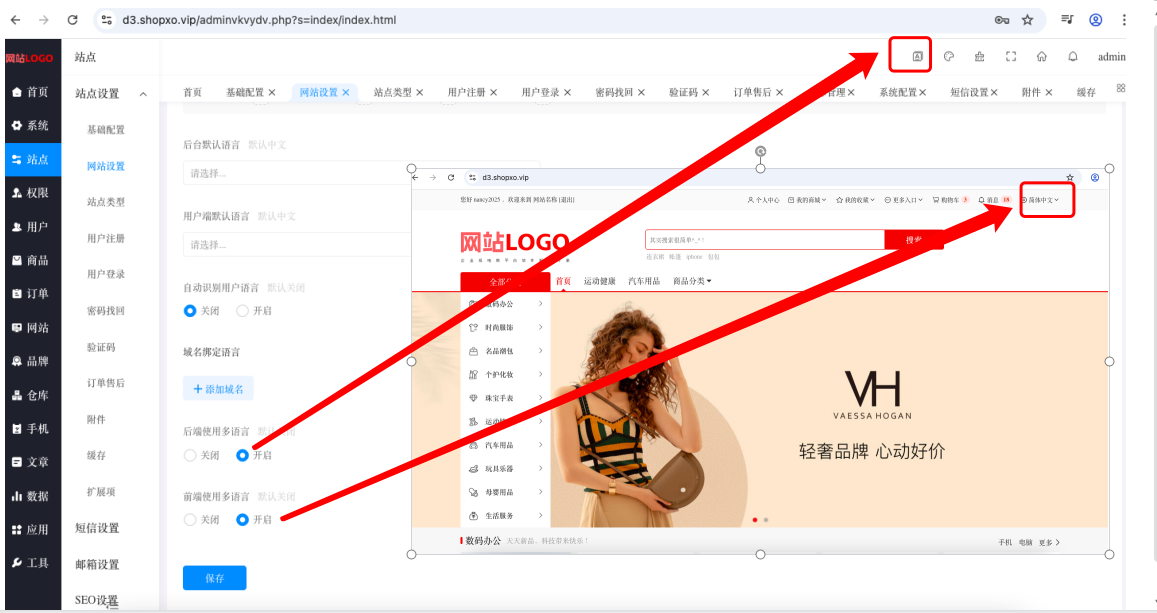 d3.shopxo.vip/adminvkvydv.php?s=index/index.html
网站LOGO
站点
admin
首页
系统
站点
权限
用户
商品
订单
网站
品牌
仓库
手机
文章
数据
应用
工具
站点设置
基础配置
网站设置
站点类型
用户注册
用户登录
密码找回
验证码
订单售后
附件
缓存
扩展项
短信设置
邮箱设置
SEO设置
首页 基础配置 × 网站设置 × 站点类型 × 用户注册 × 用户登录 × 密码找回 × 验证码 × 订单售后 × 管理 × 系统配置 × 短信设置 × 附件 × 缓存
后台默认语言 默认中文
请选择...
用户端默认语言 默认中文
请选择...
自动识别用户语言 默认关闭
关闭 开启
域名绑定语言
+ 添加域名
后端使用多语言 默认关闭
关闭 开启
前端使用多语言 默认关闭
关闭 开启
保存
d3.shopxo.vip
您好 nancy2025，欢迎来到 网站名称 [退出]
个人中心 我的商城 我的收藏 更多入口 购物车 3 消息 18 简体中文
网站LOGO
其实搜索很简单^_^！
搜索
连衣裙 帐篷 iphone 包包
首页 运动健康 汽车用品 商品分类
数码办公
时尚服饰
名品潮包
个护化妆
珠宝手表
汽车用品
玩具乐器
母婴用品
生活服务
VH
VAESSA HOGAN
轻奢品牌 心动好价
数码办公 天天新品，科技带来快乐！
手机 电脑 更多